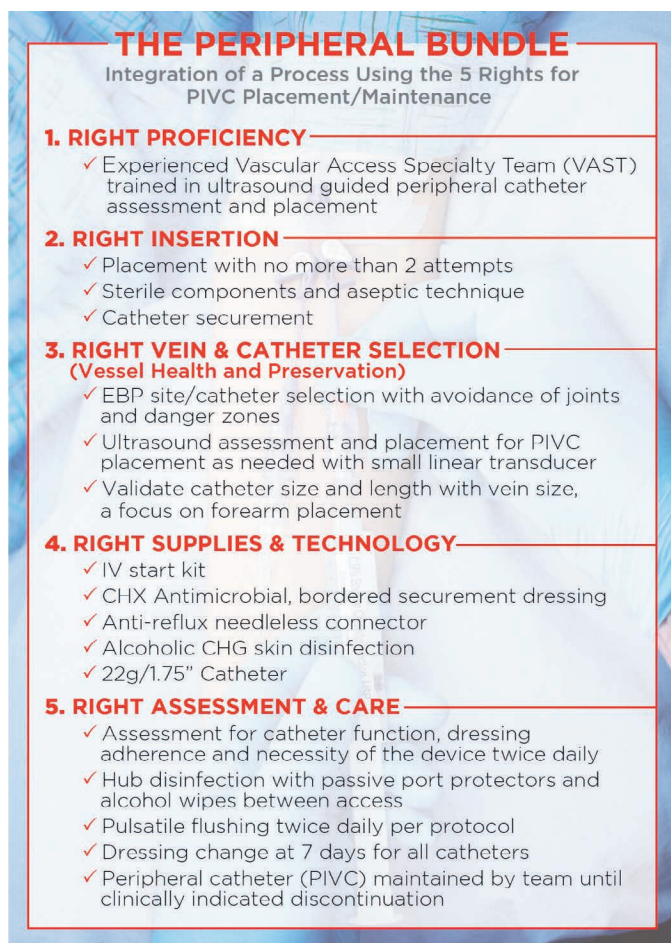 THE PERIPHERAL BUNDLE
Integration of a Process Using the 5 Rights for
PIVC Placement/Maintenance
1. RIGHT PROFICIENCY
✓ Experienced Vascular Access Specialty Team (VAST)
trained in ultrasound guided peripheral catheter
assessment and placement
2. RIGHT INSERTION
✓ Placement with no more than 2 attempts
✓ Sterile components and aseptic technique
✓ Catheter securement
3. RIGHT VEIN & CATHETER SELECTION
(Vessel Health and Preservation)
✓ EBP site/catheter selection with avoidance of joints
and danger zones
✓ Ultrasound assessment and placement for PIVC
placement as needed with small linear transducer
✓ Validate catheter size and length with vein size,
a focus on forearm placement
4. RIGHT SUPPLIES & TECHNOLOGY
✓ IV start kit
✓ CHX Antimicrobial, bordered securement dressing
✓ Anti-reflux needleless connector
✓ Alcoholic CHG skin disinfection
✓ 22g/1.75” Catheter
5. RIGHT ASSESSMENT & CARE
✓ Assessment for catheter function, dressing
adherence and necessity of the device twice daily
✓ Hub disinfection with passive port protectors and
alcohol wipes between access
✓ Pulsatile flushing twice daily per protocol
✓ Dressing change at 7 days for all catheters
✓ Peripheral catheter (PIVC) maintained by team until
clinically indicated discontinuation